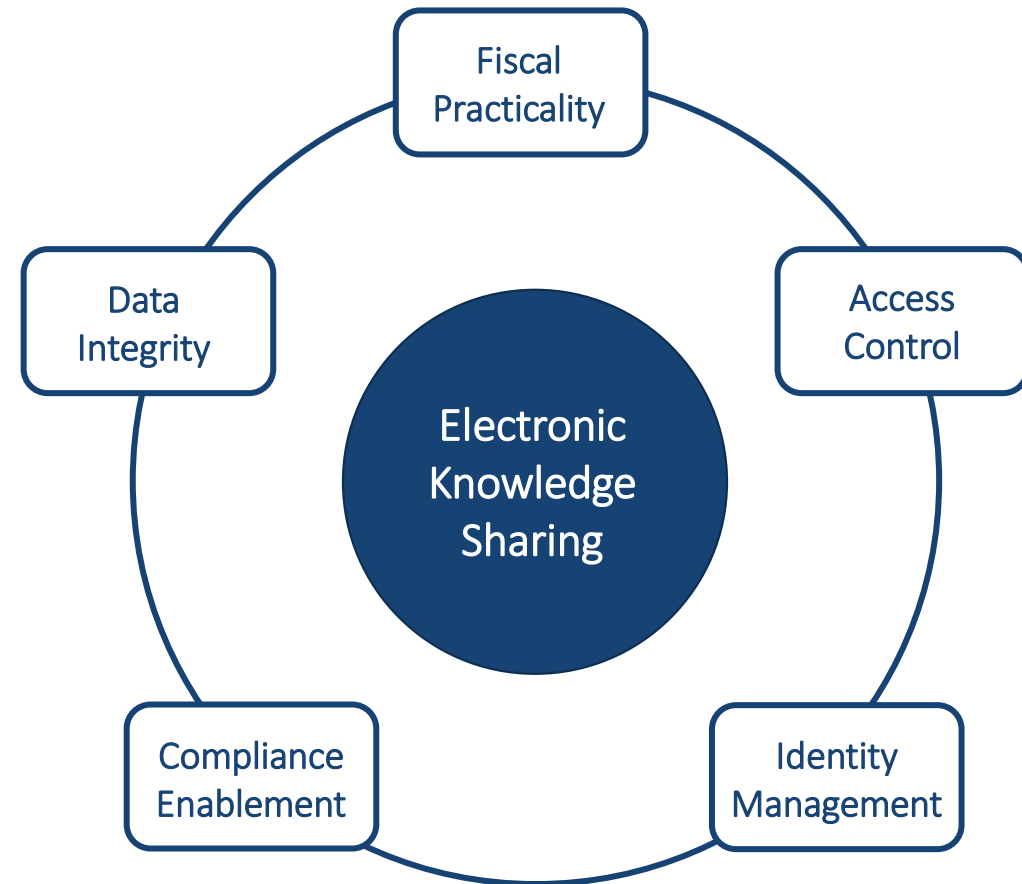 Fiscal
Practicality
Data
Integrity
Access
Control
Electronic
Knowledge
Sharing
Compliance
Enablement
Identity
Management